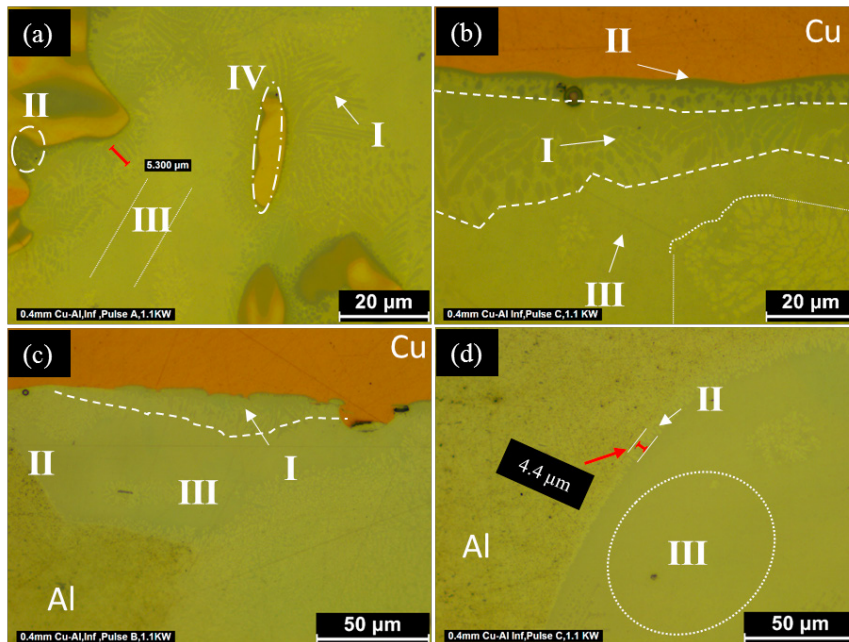 (a)
II
IV
I
5.300 µm
III
20 µm
0.4mm Cu-Al,Inf ,Pulse A,1.1KW
(b)
II
Cu
I
III
20 µm
0.4mm Cu-Al,Inf,Pulse C,1.1 KW
(c)
Cu
II
III
I
Al
50 µm
0.4mm Cu-Al,Inf,Pulse B,1.1KW
(d)
II
4.4 µm
Al
III
50 µm
0.4mm Cu-Al,Inf,Pulse C,1.1 KW